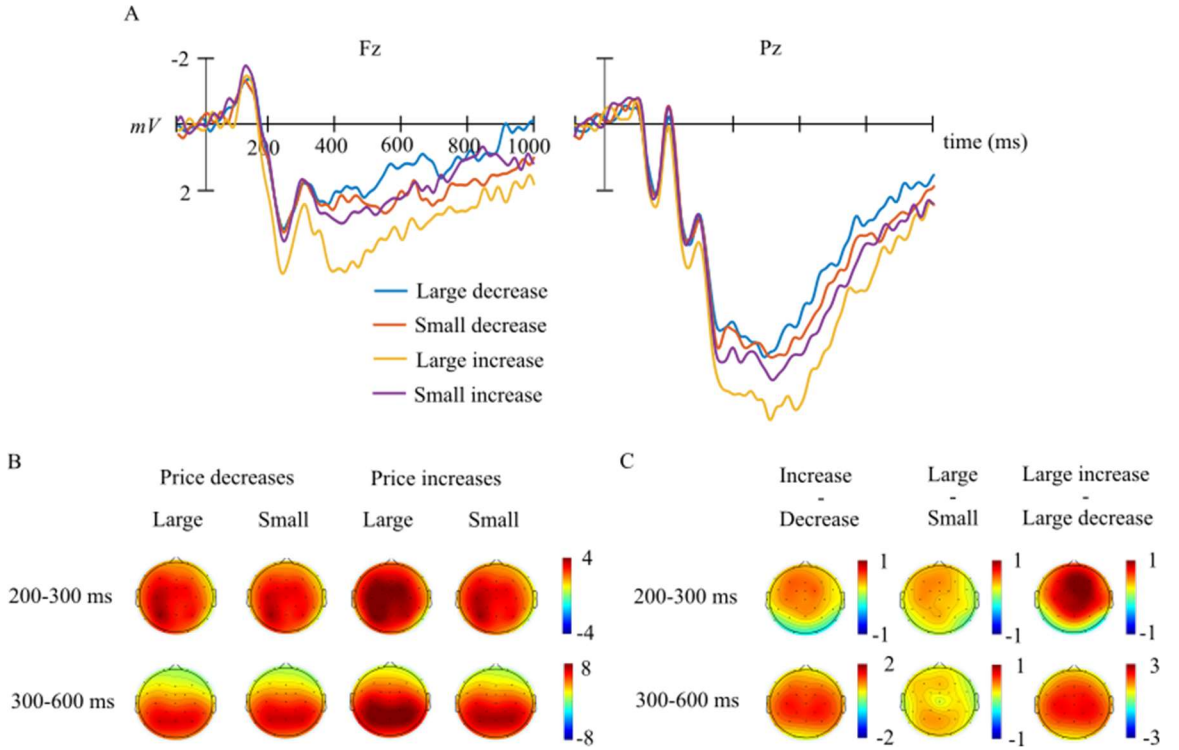 A
Fz
Pz
-2
mV
2
200 400 600 800 1000
time (ms)
Large decrease
Small decrease
Large increase
Small increase
B
Price decreases Price increases
Large Small Large Small
200-300 ms
4
-4
300-600 ms
8
-8
C
Increase
-
Decrease
Large
-
Small
Large increase
-
Large decrease
200-300 ms
1
-1
1
-1
1
-1
300-600 ms
2
-2
1
-1
3
-3